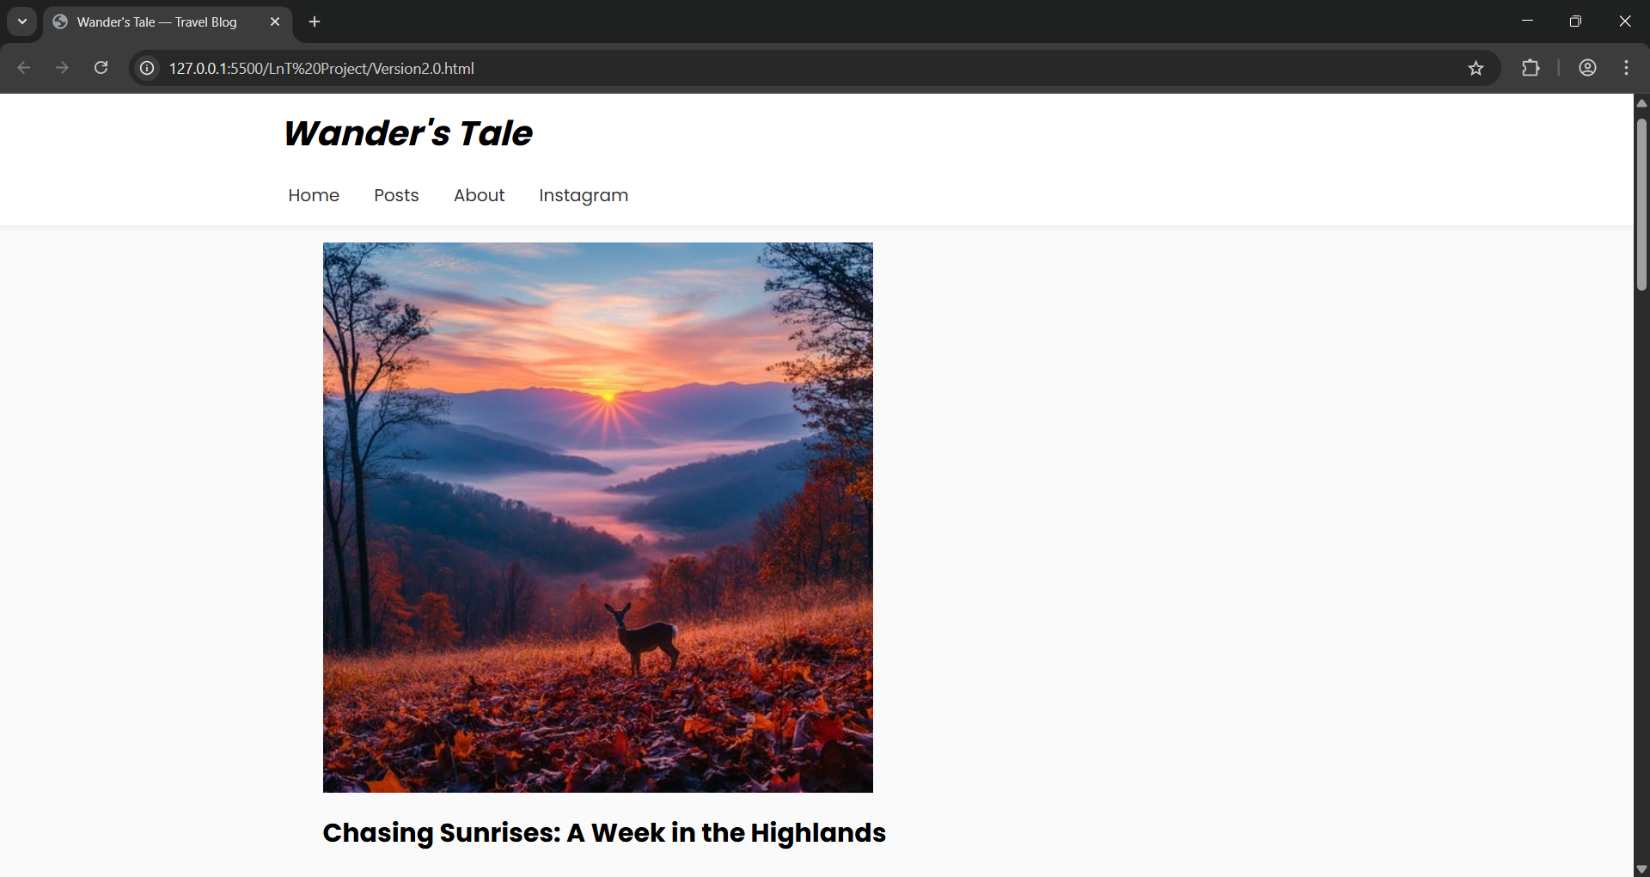 Wander's Tale — Travel Blog
127.0.0.1:5500/LnT%20Project/Version2.0.html
Wander's Tale
Home Posts About Instagram
Chasing Sunrises: A Week in the Highlands